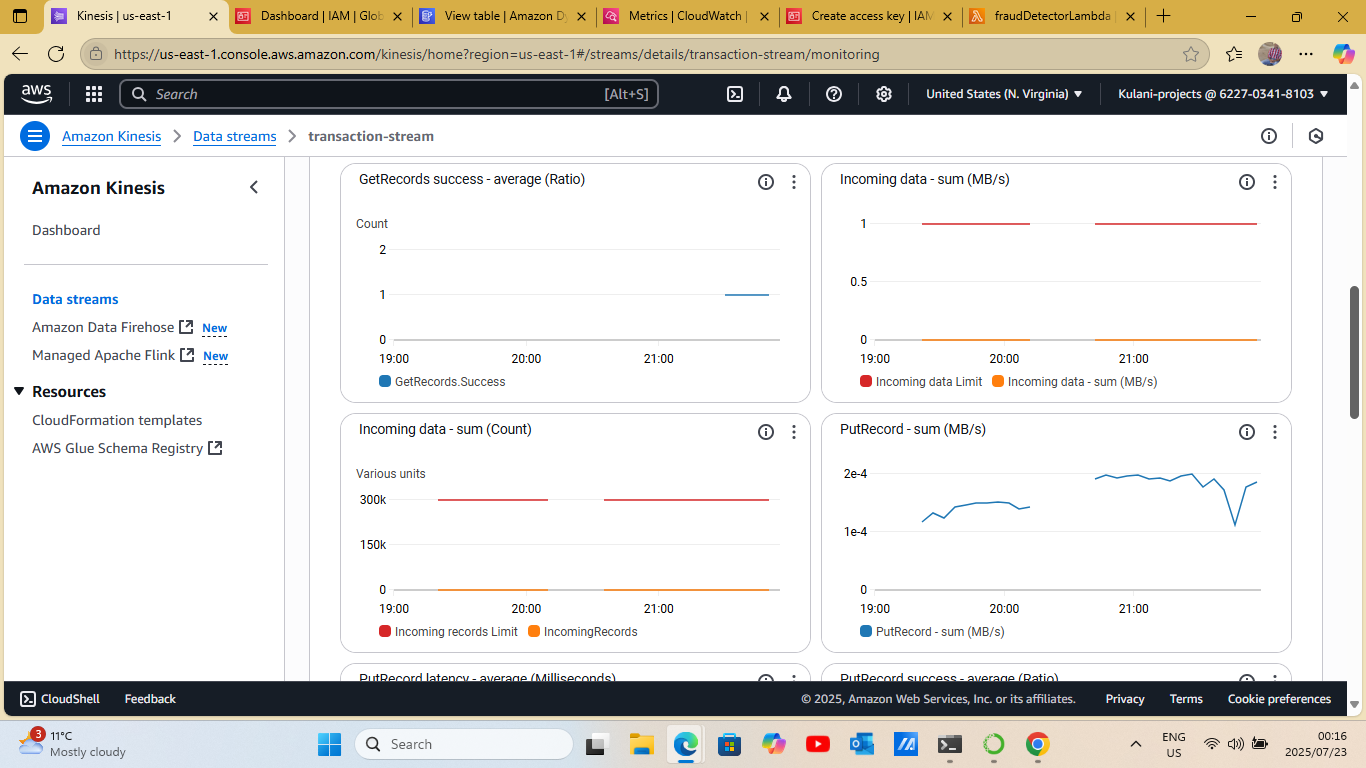 Kinesis | us-east-1
Dashboard | IAM | Glob
View table | Amazon Dy
Metrics | CloudWatch |
Create access key | IAM
fraudDetectorLambda |
https://us-east-1.console.aws.amazon.com/kinesis/home?region=us-east-1#/streams/details/transaction-stream/monitoring
aws
Search
[Alt+S]
United States (N. Virginia)
Kulani-projects @ 6227-0341-8103
Amazon Kinesis
Data streams
transaction-stream
Amazon Kinesis
Dashboard
Data streams
Amazon Data Firehose New
Managed Apache Flink New
Resources
CloudFormation templates
AWS Glue Schema Registry
GetRecords success - average (Ratio)
Count
2
1
0
19:00 20:00 21:00
GetRecords.Success
Incoming data - sum (MB/s)
1
0.5
0
19:00 20:00 21:00
Incoming data Limit Incoming data - sum (MB/s)
Incoming data - sum (Count)
Various units
300k
150k
0
19:00 20:00 21:00
Incoming records Limit IncomingRecords
PutRecord - sum (MB/s)
2e-4
1e-4
0
19:00 20:00 21:00
PutRecord - sum (MB/s)
PutRecord latency - average (Milliseconds)
PutRecord success - average (Ratio)
CloudShell
Feedback
© 2025, Amazon Web Services, Inc. or its affiliates.
Privacy
Terms
Cookie preferences
3
11°C
Mostly cloudy
Search
ENG
US
00:16
2025/07/23